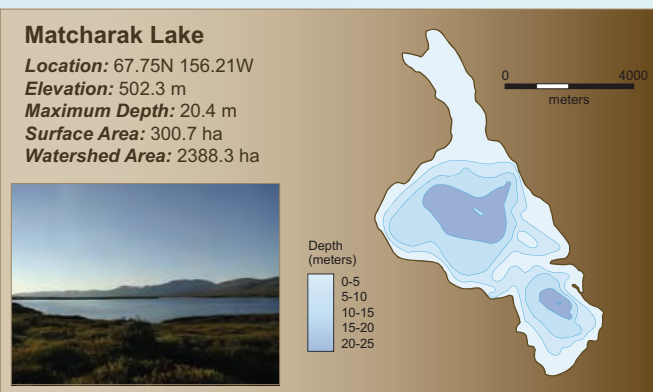 Matcharak Lake
Location: 67.75N 156.21W
Elevation: 502.3 m
Maximum Depth: 20.4 m
Surface Area: 300.7 ha
Watershed Area: 2388.3 ha
0 4000
meters
Depth
(meters)
0-5
5-10
10-15
15-20
20-25